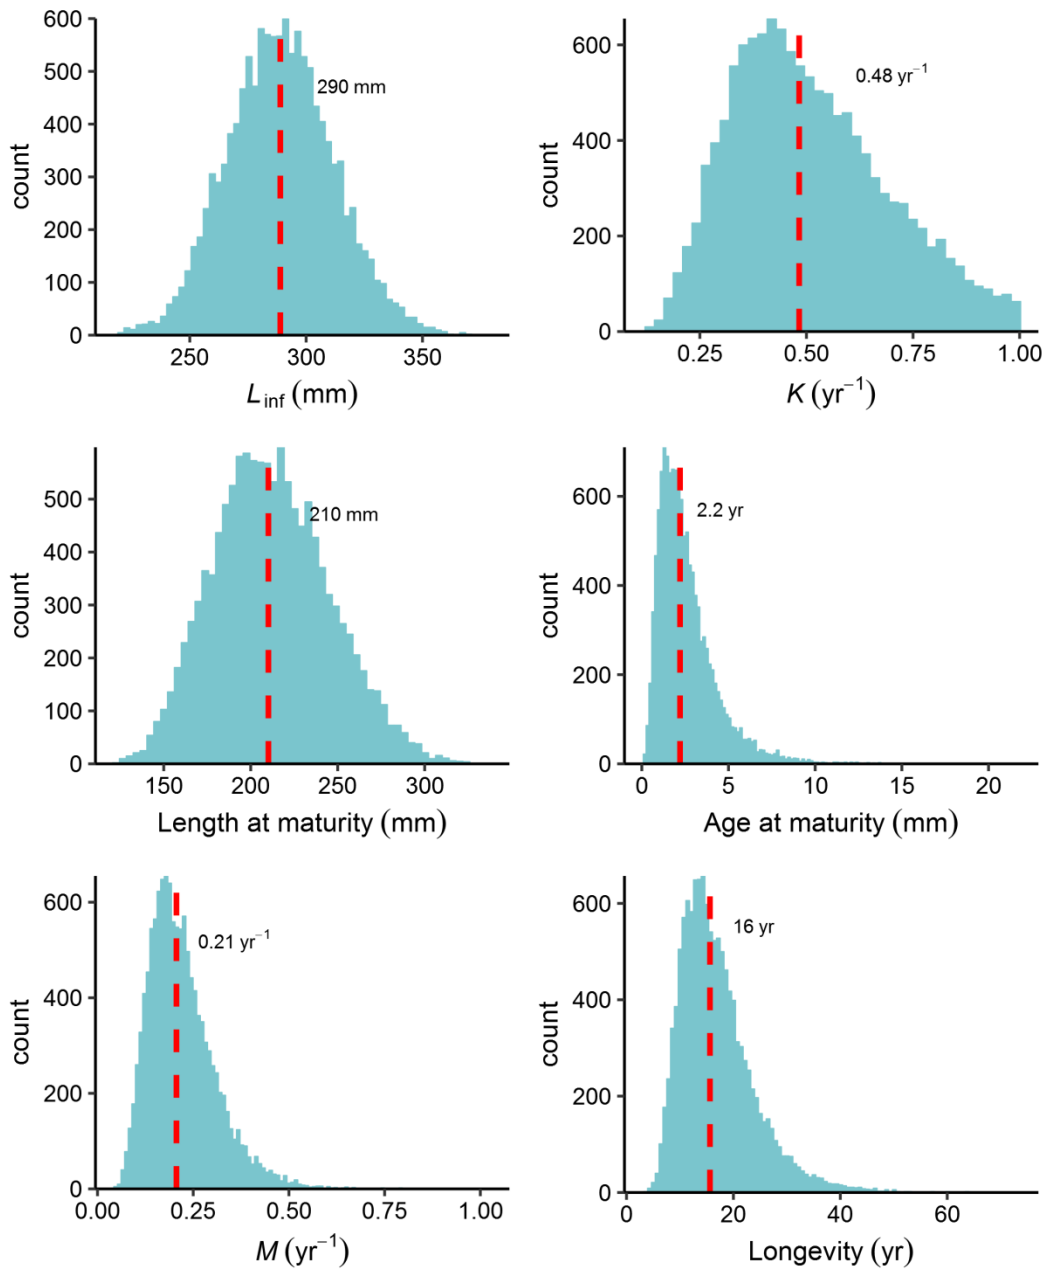 600
500
400
300
200
100
0
count
290 mm
250 300 350
L_inf (mm)
600
400
200
0
count
0.48 yr⁻¹
0.25 0.50 0.75 1.00
K (yr⁻¹)
500
400
300
200
100
0
count
210 mm
150 200 250 300
Length at maturity (mm)
600
400
200
0
count
2.2 yr
0 5 10 15 20
Age at maturity (mm)
600
400
200
0
count
0.21 yr⁻¹
0.00 0.25 0.50 0.75 1.00
M (yr⁻¹)
600
400
200
0
count
16 yr
0 20 40 60
Longevity (yr)